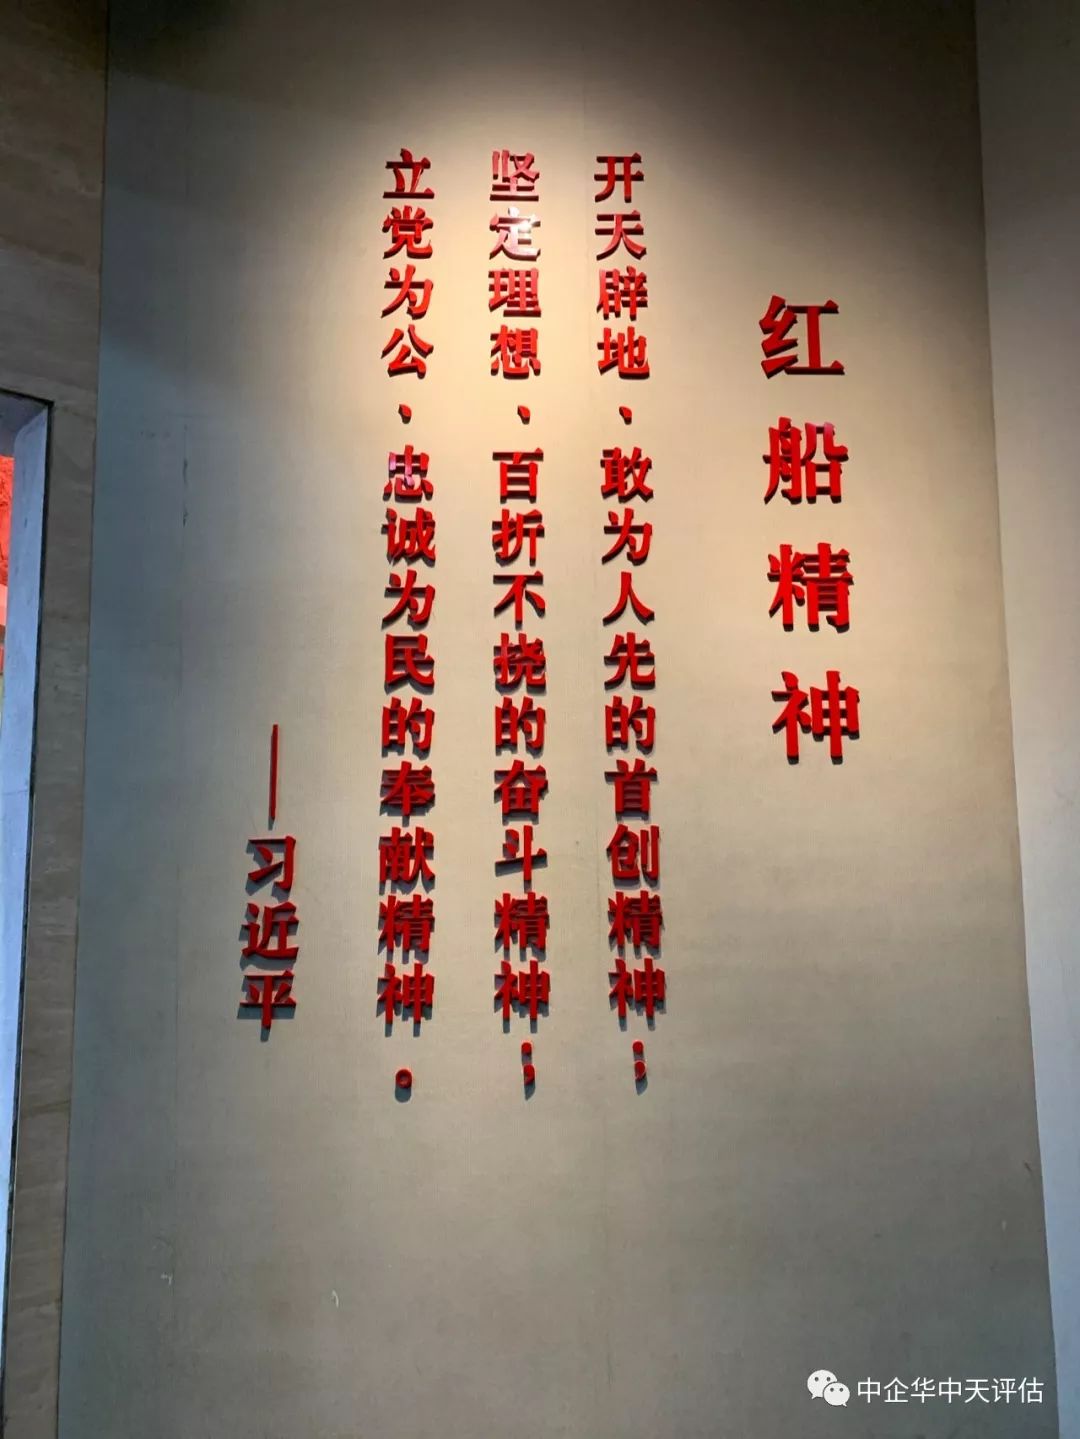 红船精神
开天辟地、敢为人先的首创精神；
坚定理想、百折不挠的奋斗精神；
立党为公、忠诚为民的奉献精神。
——习近平
中企华中天评估